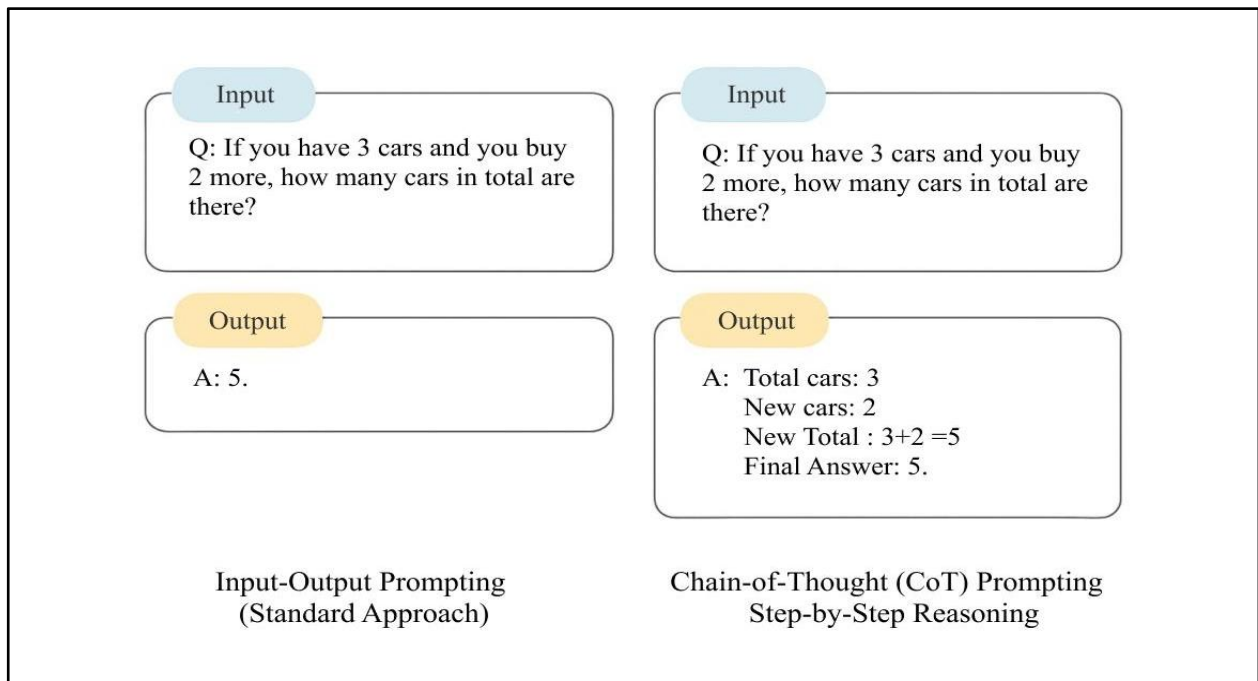 Input
Q: If you have 3 cars and you buy
2 more, how many cars in total are
there?
Output
A: 5.
Input-Output Prompting
(Standard Approach)
Input
Q: If you have 3 cars and you buy
2 more, how many cars in total are
there?
Output
A: Total cars: 3
New cars: 2
New Total : 3+2 =5
Final Answer: 5.
Chain-of-Thought (CoT) Prompting
Step-by-Step Reasoning